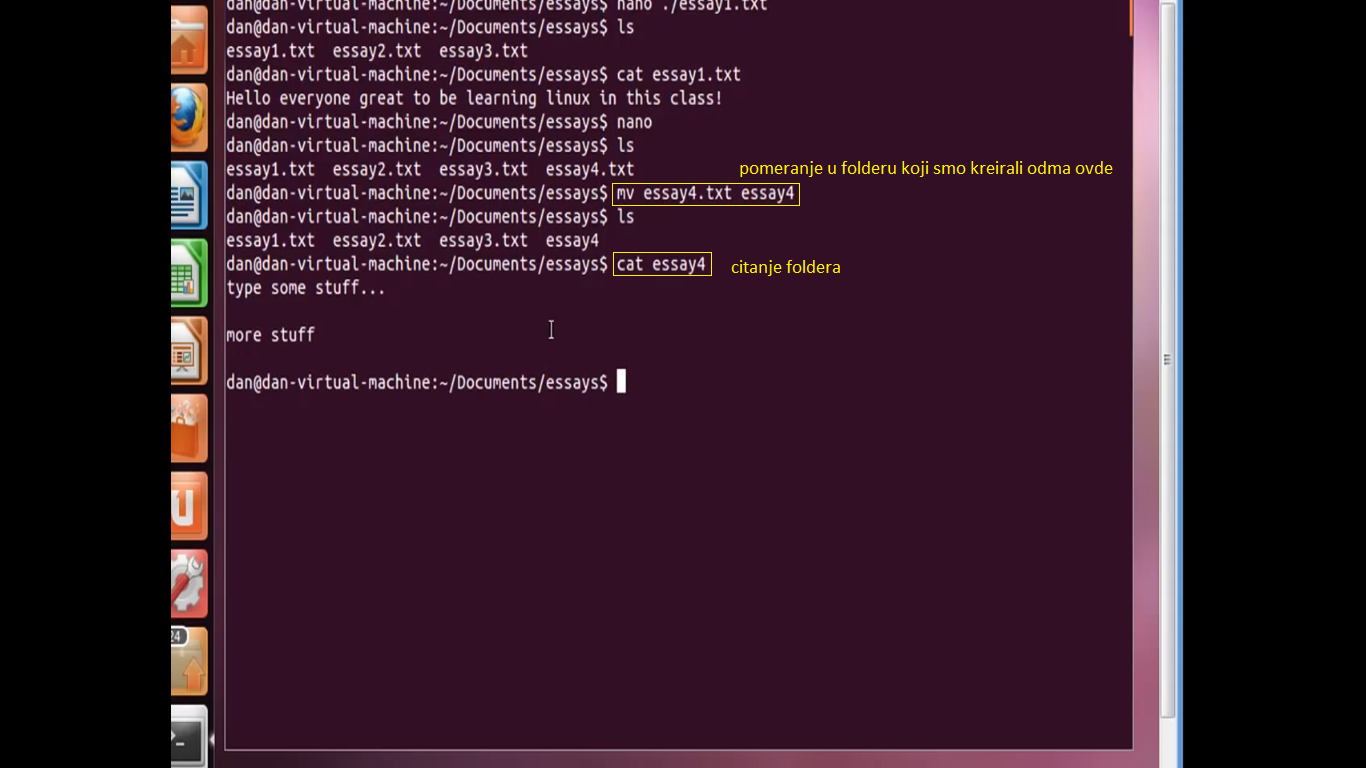 dan@dan-virtual-machine:~/Documents/essays$ nano ./essay1.txt
dan@dan-virtual-machine:~/Documents/essays$ ls
essay1.txt  essay2.txt  essay3.txt
dan@dan-virtual-machine:~/Documents/essays$ cat essay1.txt
Hello everyone great to be learning linux in this class!
dan@dan-virtual-machine:~/Documents/essays$ nano
dan@dan-virtual-machine:~/Documents/essays$ ls
essay1.txt  essay2.txt  essay3.txt  essay4.txt pomeranje u folderu koji smo kreirali odma ovde
dan@dan-virtual-machine:~/Documents/essays$ mv essay4.txt essay4
dan@dan-virtual-machine:~/Documents/essays$ ls
essay1.txt  essay2.txt  essay3.txt  essay4
dan@dan-virtual-machine:~/Documents/essays$ cat essay4 citanje foldera
type some stuff...
more stuff
dan@dan-virtual-machine:~/Documents/essays$
24